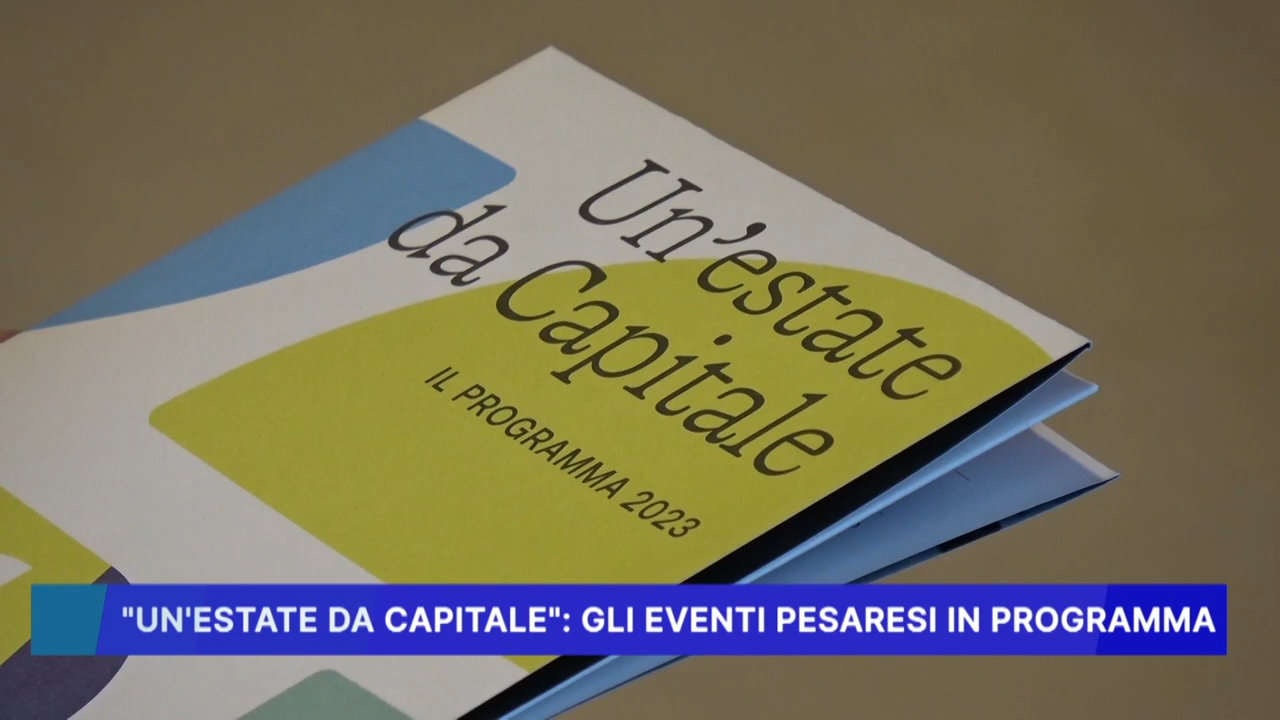 Un'estate
da Capitale
IL PROGRAMMA 2023
"UN'ESTATE DA CAPITALE": GLI EVENTI PESARESI IN PROGRAMMA